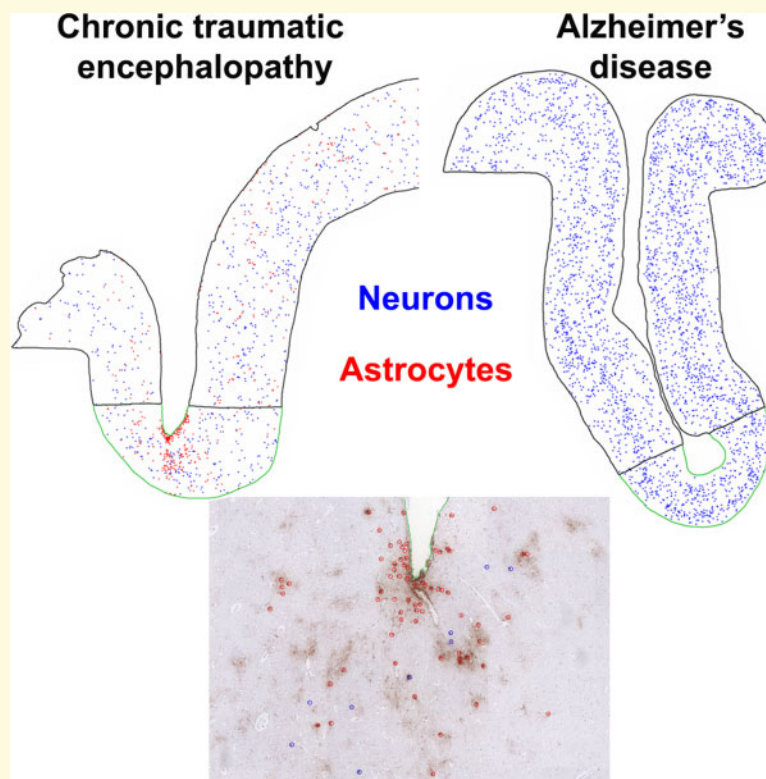 Chronic traumatic
encephalopathy
Alzheimer’s
disease
Neurons
Astrocytes